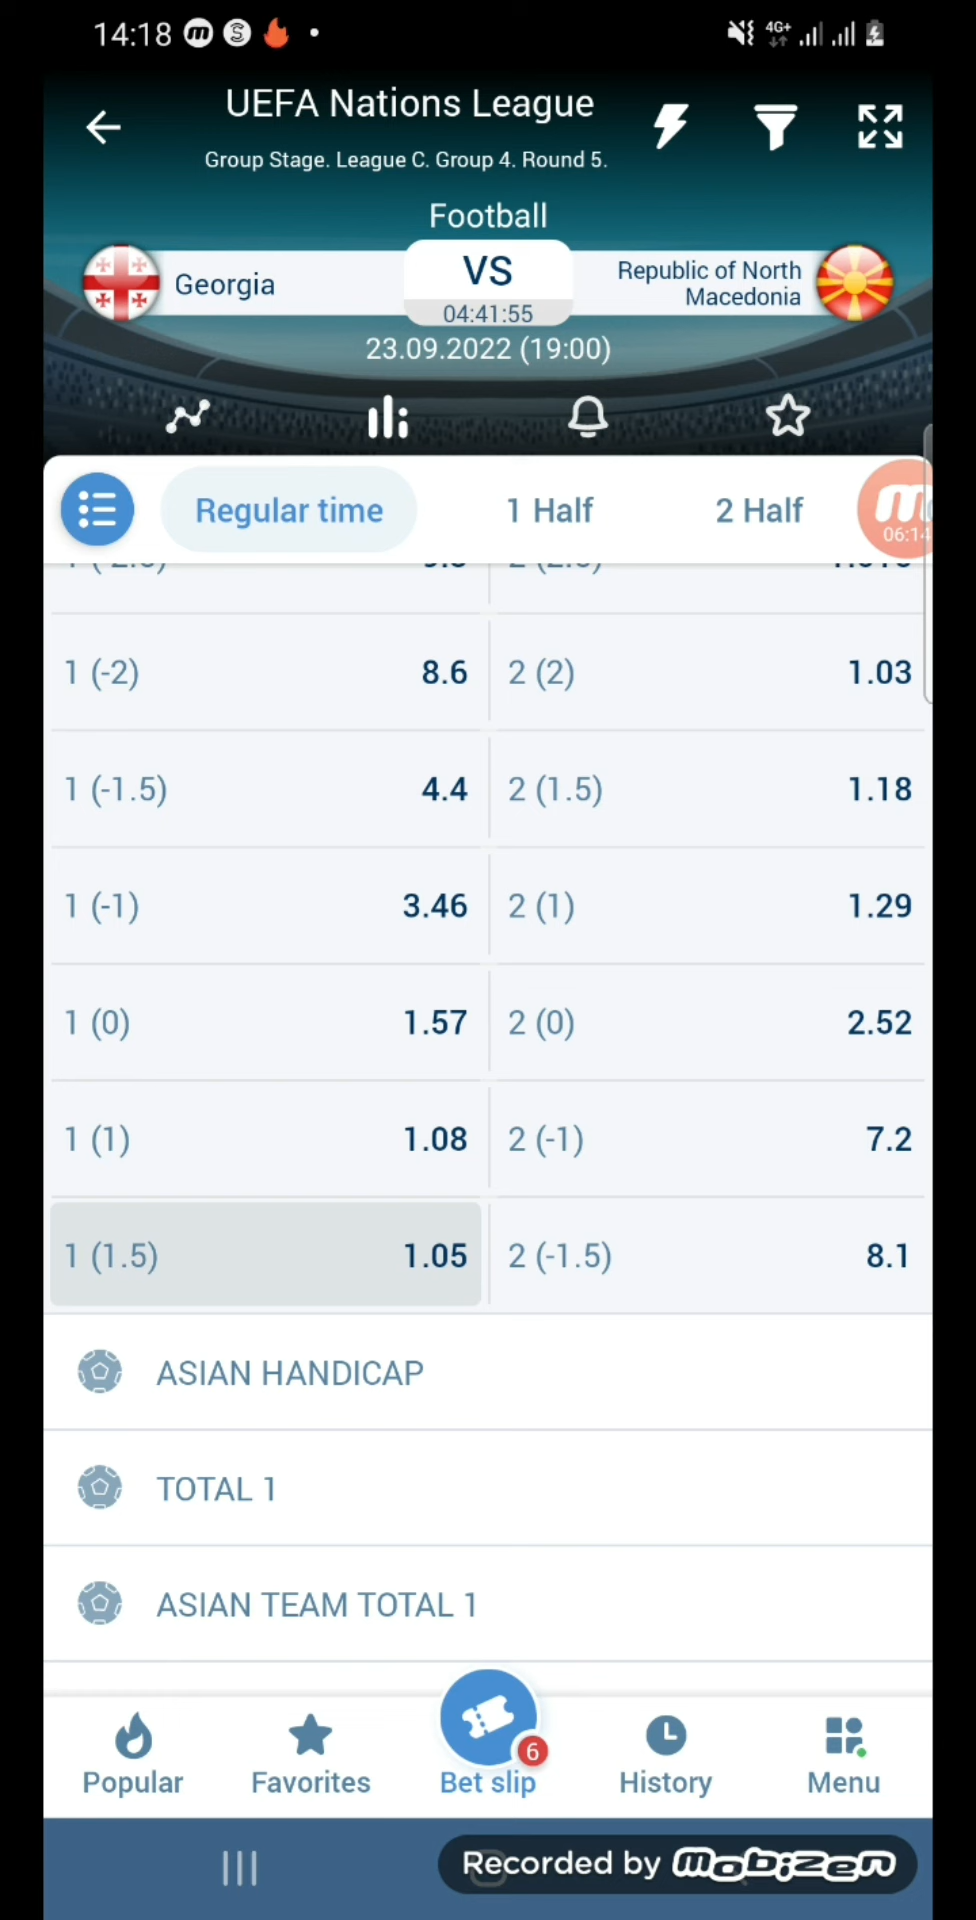 14:18
4G+
UEFA Nations League
Group Stage. League C. Group 4. Round 5.
Football
Georgia
VS
Republic of North
Macedonia
04:41:55
23.09.2022 (19:00)
Regular time
1 Half
2 Half
06:14
1 (-2) 8.6 2 (2) 1.03
1 (-1.5) 4.4 2 (1.5) 1.18
1 (-1) 3.46 2 (1) 1.29
1 (0) 1.57 2 (0) 2.52
1 (1) 1.08 2 (-1) 7.2
1 (1.5) 1.05 2 (-1.5) 8.1
ASIAN HANDICAP
TOTAL 1
ASIAN TEAM TOTAL 1
6
Popular Favorites Bet slip History Menu
Recorded by Mobizen